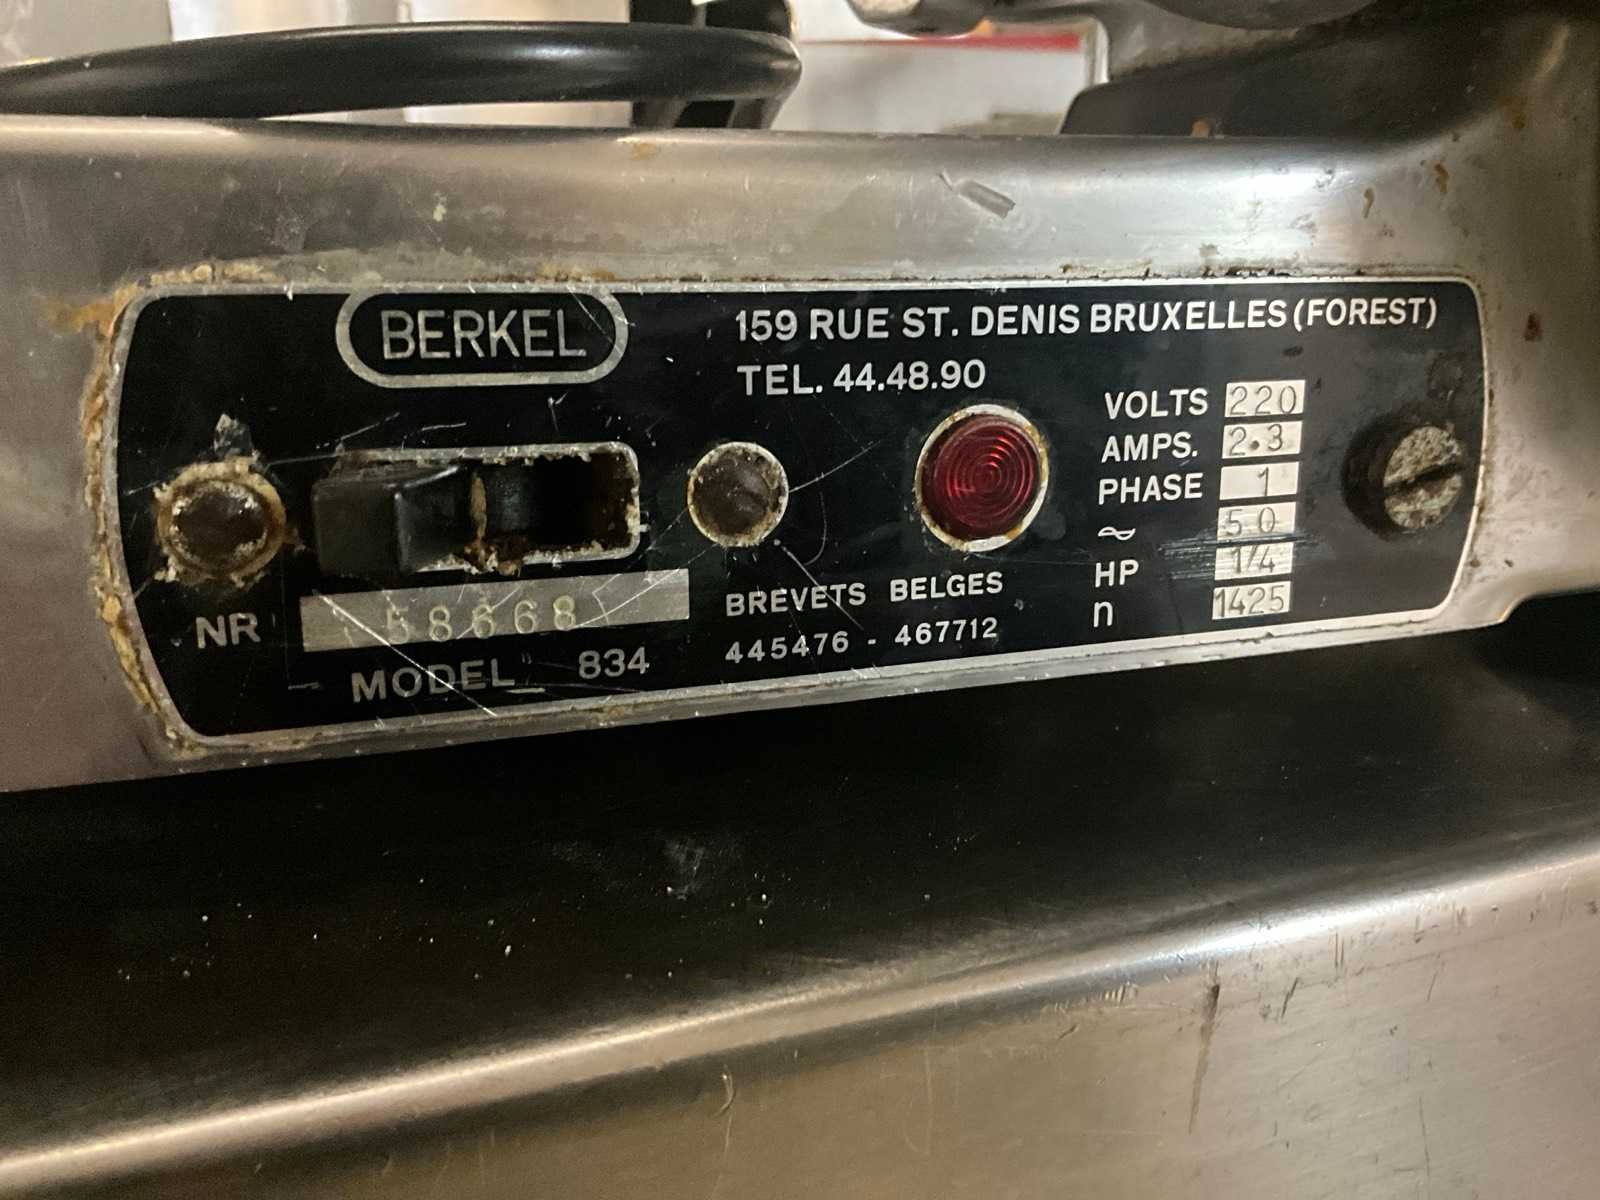 BERKEL
159 RUE ST. DENIS BRUXELLES (FOREST)
TEL. 44.48.90
VOLTS 220
AMPS. 2.3
PHASE 1
~ 50
HP 1/4
n 1425
NR 58668
MODEL 834
BREVETS BELGES
445476 - 467712